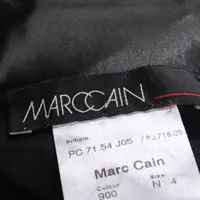 MARCCAIN
Article
PC 71.54 J05 / PJ.718.05
Marc Cain
Colour Size
900 N 4